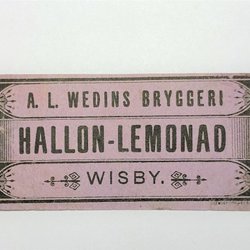 A. L. WEDINS BRYGGERI
HALLON-LEMONAD
WISBY.